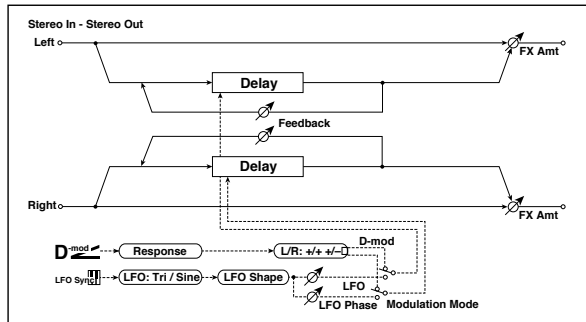 Stereo In - Stereo Out
Left
FX Amt
Delay
Feedback
Delay
Right
FX Amt
D-mod
D-mod
Response
L/R: +/+ +/–
LFO Sync
LFO: Tri / Sine
LFO Shape
LFO
LFO Phase
Modulation Mode